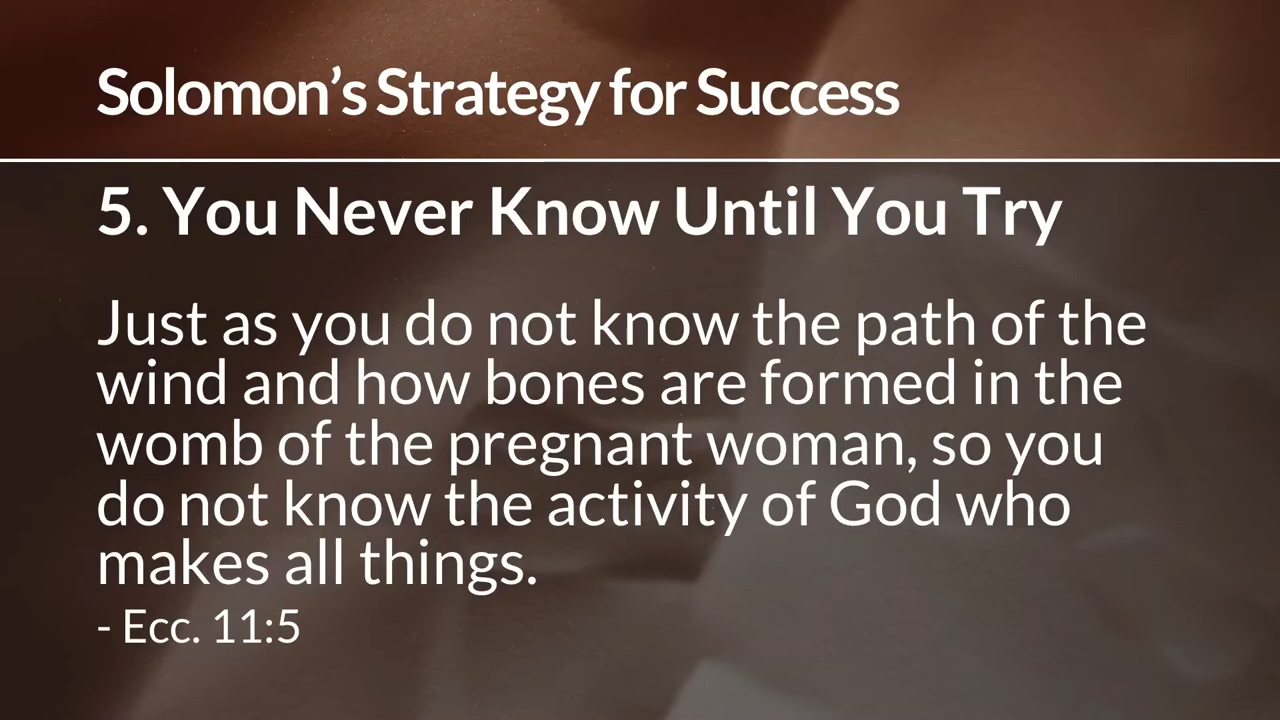 Solomon’s Strategy for Success
5. You Never Know Until You Try
Just as you do not know the path of the
wind and how bones are formed in the
womb of the pregnant woman, so you
do not know the activity of God who
makes all things.
- Ecc. 11:5